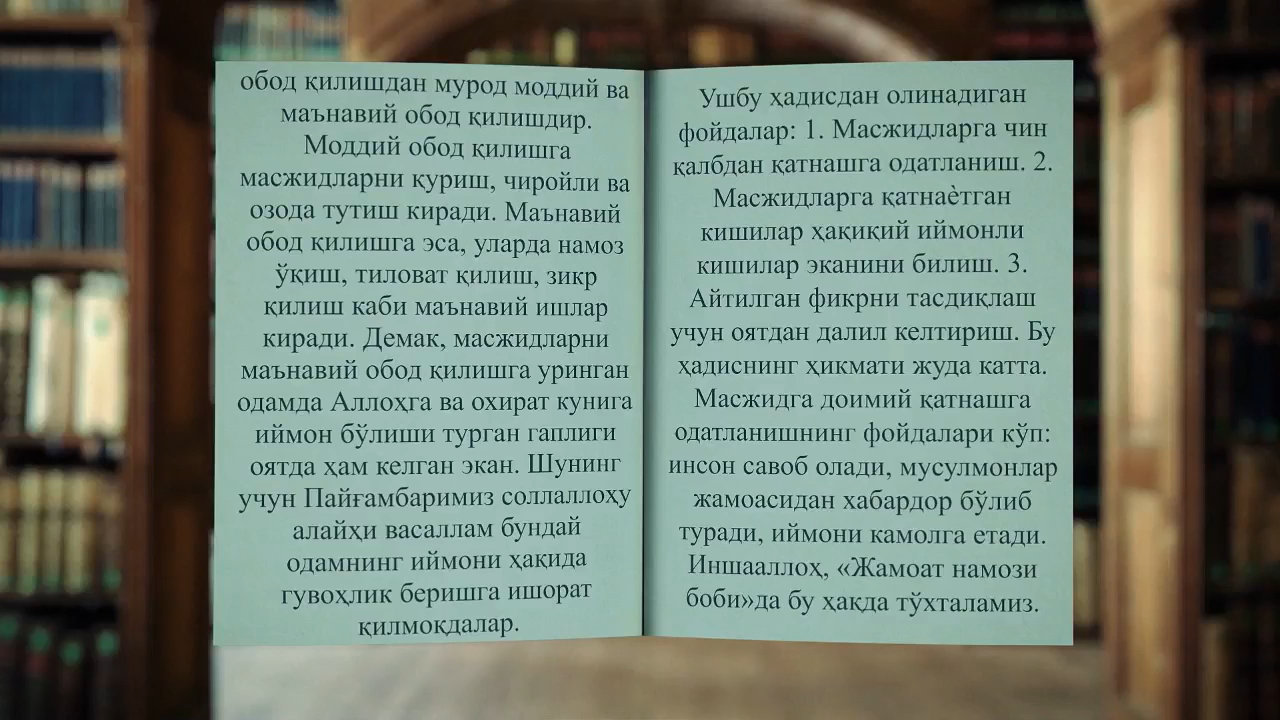 обод қилишдан мурод моддий ва
маънавий обод қилишдир.
Моддий обод қилишга
масжидларни қуриш, чиройли ва
озода тутиш киради. Маънавий
обод қилишга эса, уларда намоз
ўқиш, тиловат қилиш, зикр
қилиш каби маънавий ишлар
киради. Демак, масжидларни
маънавий обод қилишга уринган
одамда Аллоҳга ва охират кунига
иймон бўлиши турган гаплиги
оятда ҳам келган экан. Шунинг
учун Пайғамбаримиз соллаллоҳу
алайҳи васаллам бундай
одамнинг иймони ҳақида
гувоҳлик беришга ишорат
қилмоқдалар.
Ушбу ҳадисдан олинадиган
фойдалар: 1. Масжидларга чин
қалбдан қатнашга одатланиш. 2.
Масжидларга қатнаѐтган
кишилар ҳақиқий иймонли
кишилар эканини билиш. 3.
Айтилган фикрни тасдиқлаш
учун оятдан далил келтириш. Бу
ҳадиснинг ҳикмати жуда катта.
Масжидга доимий қатнашга
одатланишнинг фойдалари кўп:
инсон савоб олади, мусулмонлар
жамоасидан хабардор бўлиб
туради, иймони камолга етади.
Иншааллоҳ, «Жамоат намози
боби»да бу ҳақда тўхталамиз.